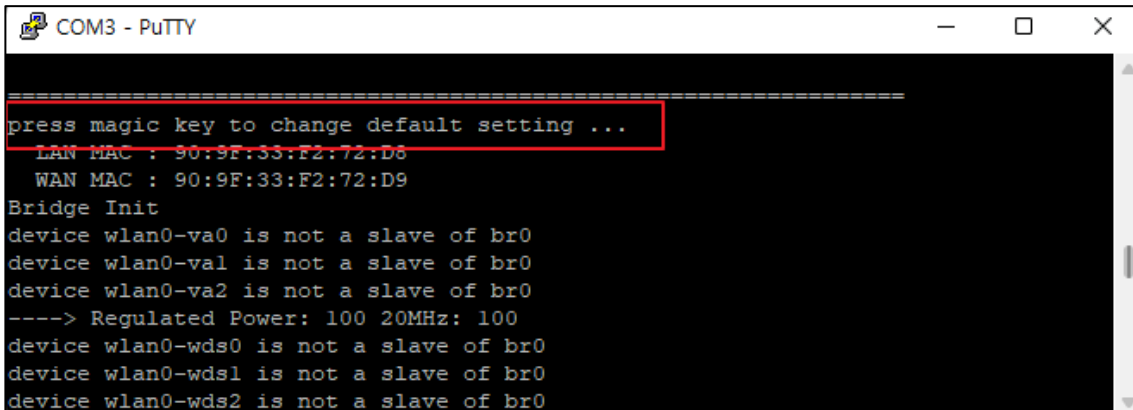 COM3 - PuTTY
=================================================================
press magic key to change default setting ...
LAN MAC : 90:9F:33:F2:72:D8
WAN MAC : 90:9F:33:F2:72:D9
Bridge Init
device wlan0-va0 is not a slave of br0
device wlan0-va1 is not a slave of br0
device wlan0-va2 is not a slave of br0
----> Regulated Power: 100 20MHz: 100
device wlan0-wds0 is not a slave of br0
device wlan0-wds1 is not a slave of br0
device wlan0-wds2 is not a slave of br0